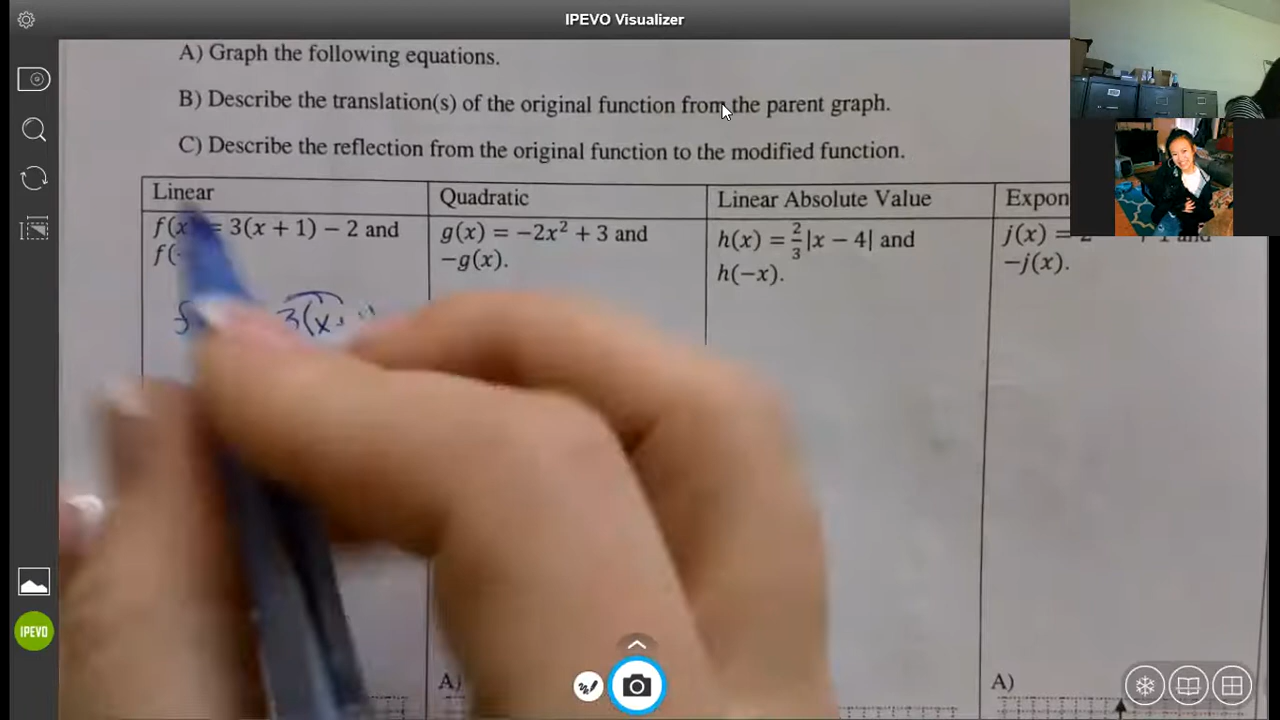 IPEVO Visualizer
A) Graph the following equations.
B) Describe the translation(s) of the original function from the parent graph.
C) Describe the reflection from the original function to the modified function.
Linear
f(x) = 3(x + 1) − 2 and
f(
3(x
Quadratic
g(x) = −2x² + 3 and
−g(x).
Linear Absolute Value
h(x) = 2/3|x − 4| and
h(−x).
Expon
j(x) =
−j(x).
A)
A)
IPEVO